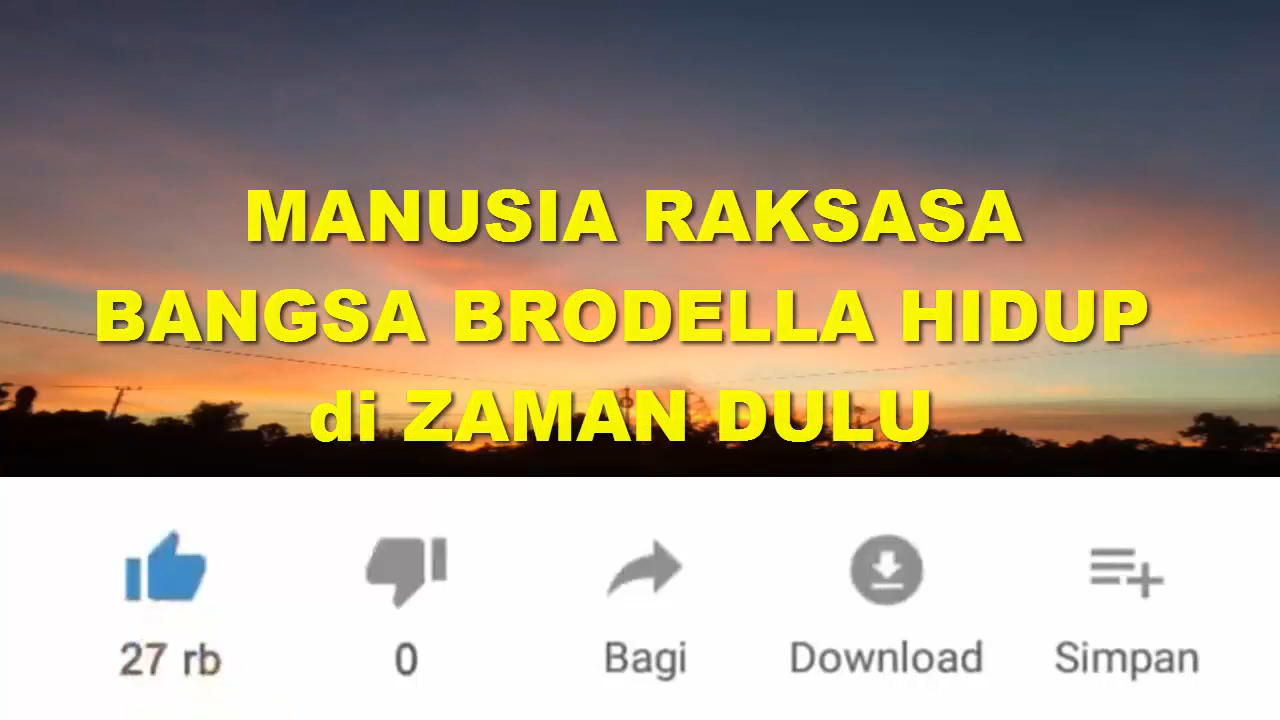 MANUSIA RAKSASA
BANGSA BRODELLA HIDUP
di ZAMAN DULU
27 rb
0
Bagi
Download
Simpan